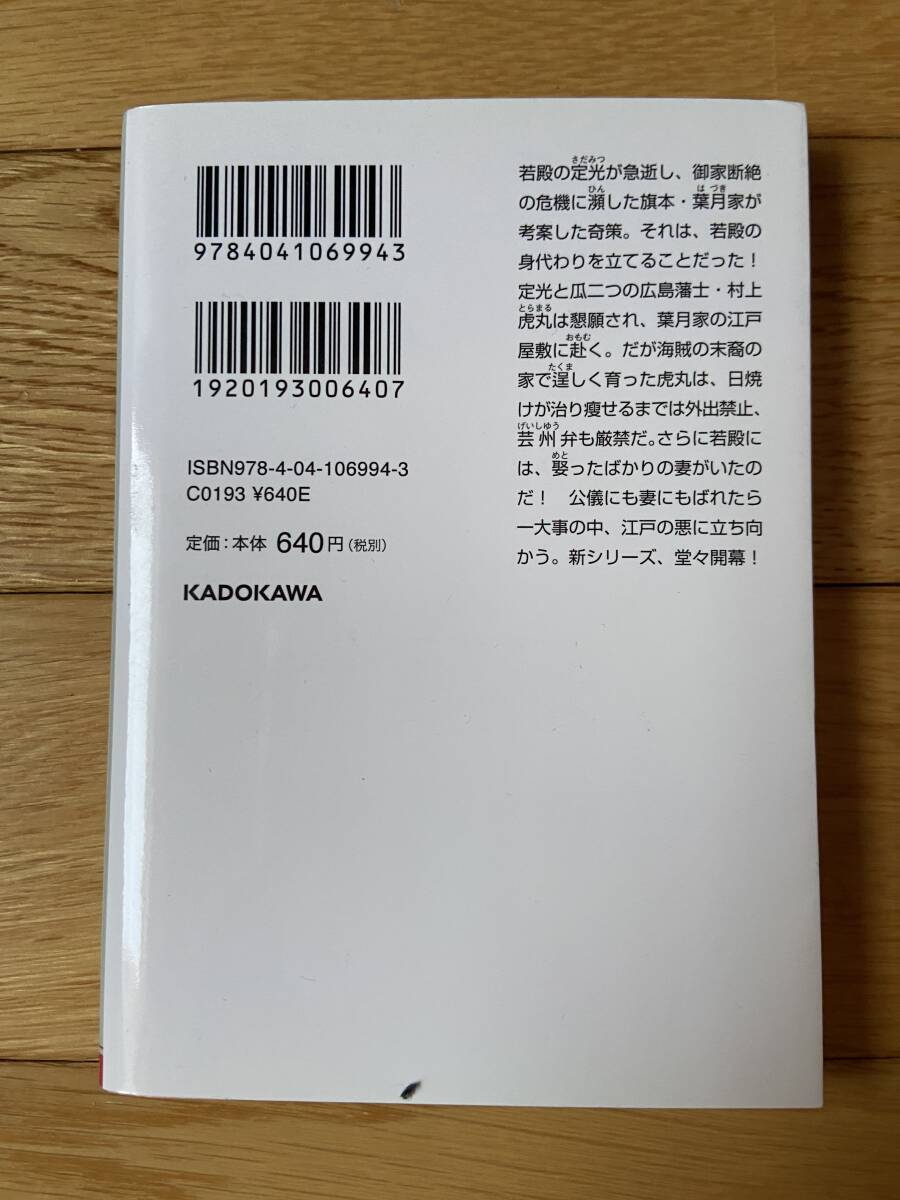 9784041069943
1920193006407
ISBN978-4-04-106994-3
C0193 ¥640E
定価：本体 640円（税別）
KADOKAWA
若殿の定光が急逝し、御家断絶
の危機に瀕した旗本・葉月家が
考案した奇策。それは、若殿の
身代わりを立てることだった！
定光と瓜二つの広島藩士・村上
虎丸は懇願され、葉月家の江戸
屋敷に赴く。だが海賊の末裔の
家で逞しく育った虎丸は、日焼
けが治り痩せるまでは外出禁止、
芸州弁も厳禁だ。さらに若殿に
は、娶ったばかりの妻がいたの
だ！　公儀にも妻にもばれたら
一大事の中、江戸の悪に立ち向
かう。新シリーズ、堂々開幕！